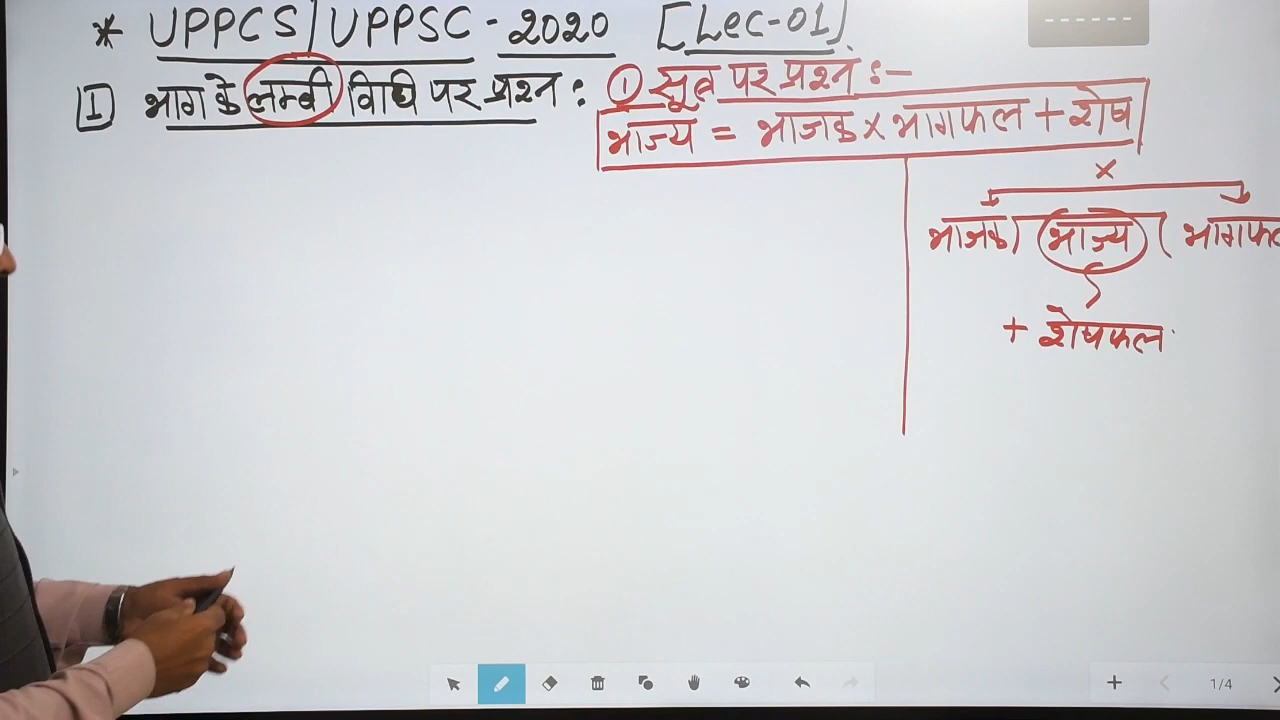 * UPPCS/UPPSC - 2020 [Lec-01]
I भाग के लम्बी विधि पर प्रश्न :
① सूत्र पर प्रश्न :-
भाज्य = भाजक × भागफल + शेष
×
भाजक) भाज्य ( भागफल
+ शेषफल
------
1/4